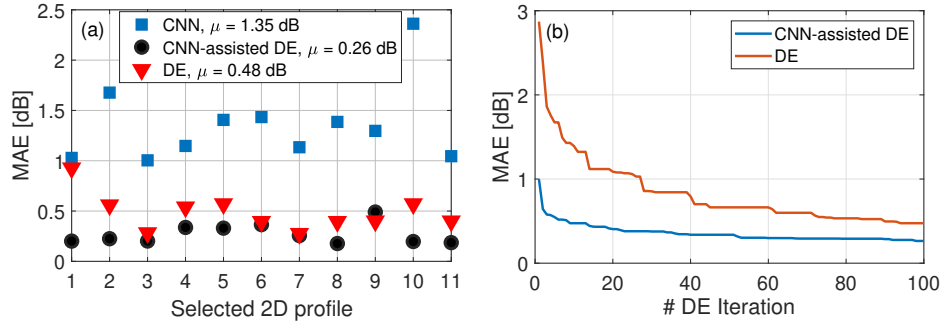 (a)
CNN, μ = 1.35 dB
CNN-assisted DE, μ = 0.26 dB
DE, μ = 0.48 dB
MAE [dB]
2.5
2
1.5
1
0.5
0
1 2 3 4 5 6 7 8 9 10 11
Selected 2D profile
(b)
CNN-assisted DE
DE
MAE [dB]
3
2
1
0
0 20 40 60 80 100
# DE Iteration